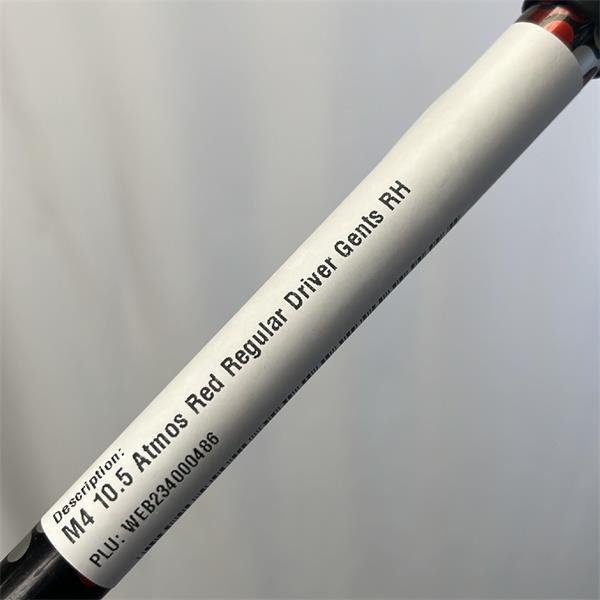 Description:
M4 10.5 Atmos Red Regular Driver Gents RH
PLU: WEB234000486